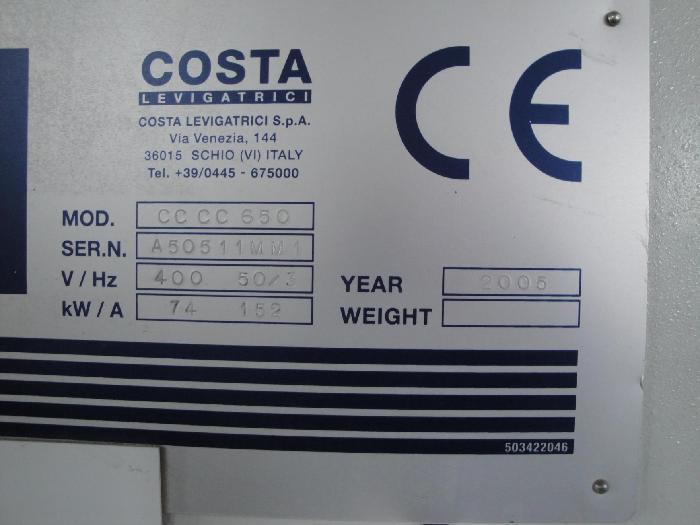 COSTA
LEVIGATRICI
COSTA LEVIGATRICI S.p.A.
Via Venezia, 144
36015 SCHIO (VI) ITALY
Tel. +39/0445 - 675000
CE
MOD. CC CC 650
SER.N. A50511MM1
V / Hz 400 50/3
kW / A 74 152
YEAR 2005
WEIGHT
503422046